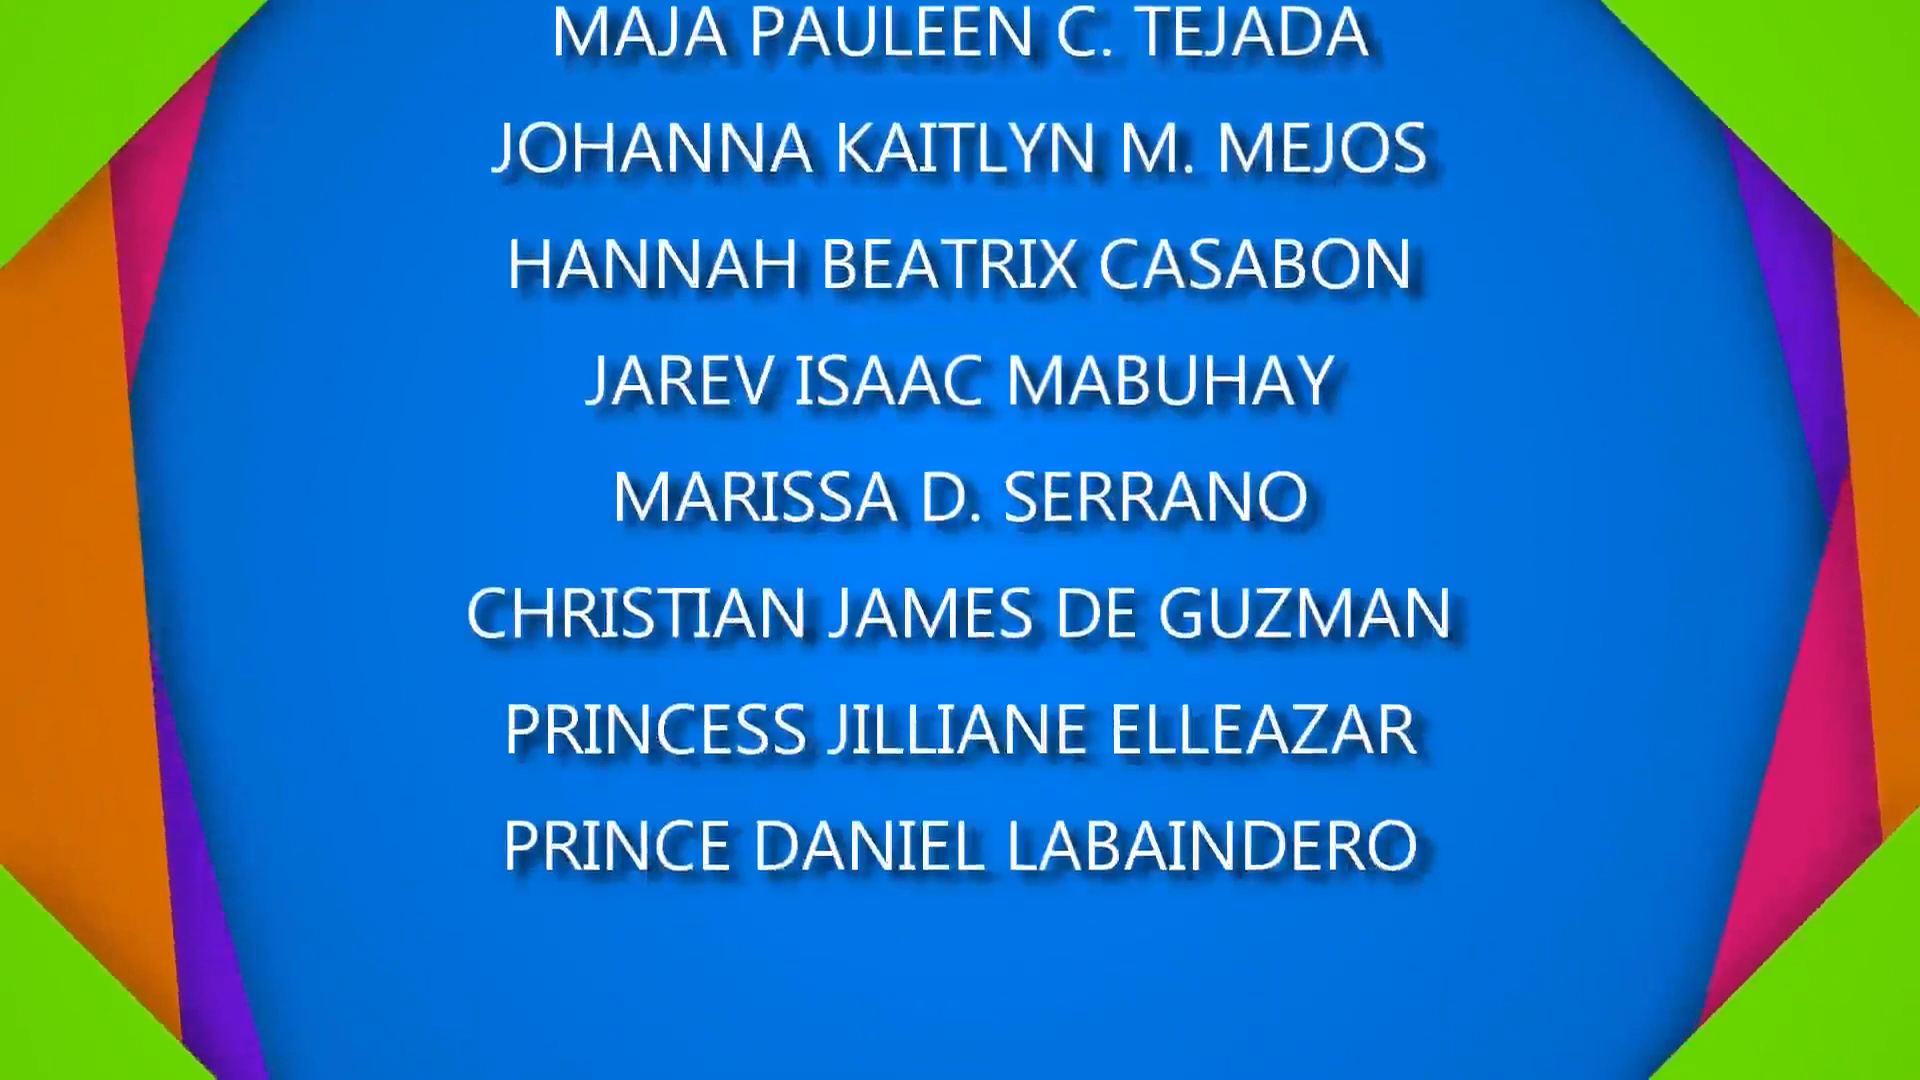 MAJA PAULEEN C. TEJADA
JOHANNA KAITLYN M. MEJOS
HANNAH BEATRIX CASABON
JAREV ISAAC MABUHAY
MARISSA D. SERRANO
CHRISTIAN JAMES DE GUZMAN
PRINCESS JILLIANE ELLEAZAR
PRINCE DANIEL LABAINDERO